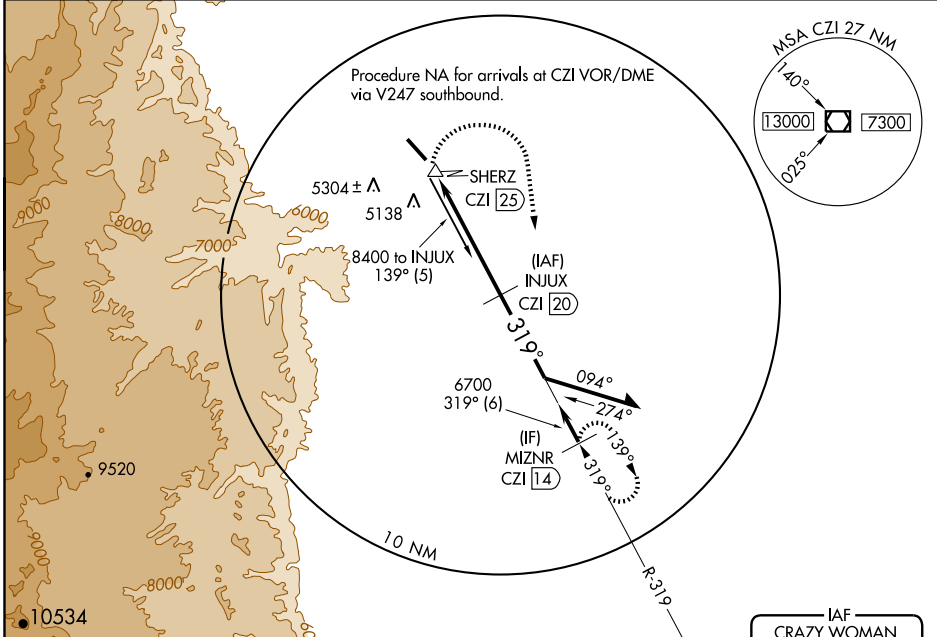 MSA CZI 27 NM
140°
13000
7300
025°
Procedure NA for arrivals at CZI VOR/DME
via V247 southbound.
SHERZ
CZI 25
5304 ±
5138
6000
9000
8000
7000
8400 to INJUX
139° (5)
(IAF)
INJUX
CZI 20
319°
094°
274°
6700
319° (6)
(IF)
MIZNR
CZI 14
139°
319°
9520
10 NM
9000
8000
R-319
10534
IAF
CRAZY WOMAN